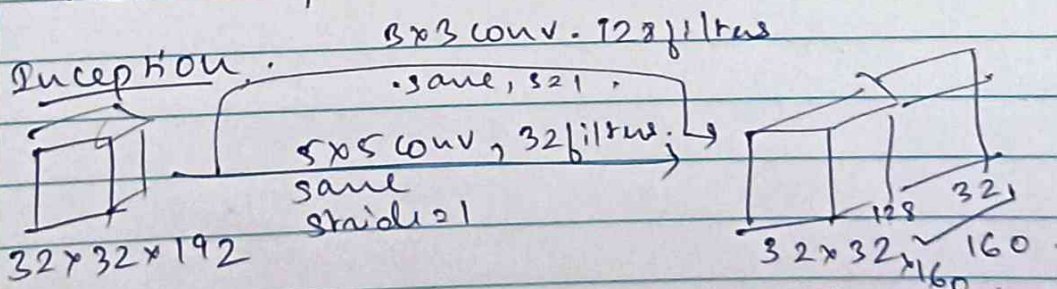 3x3 conv. 128 filters
Inception.
same, s=1.
5x5 conv, 32 filters.
same
stride=1
32x32x192
128
32
32x32x160
160